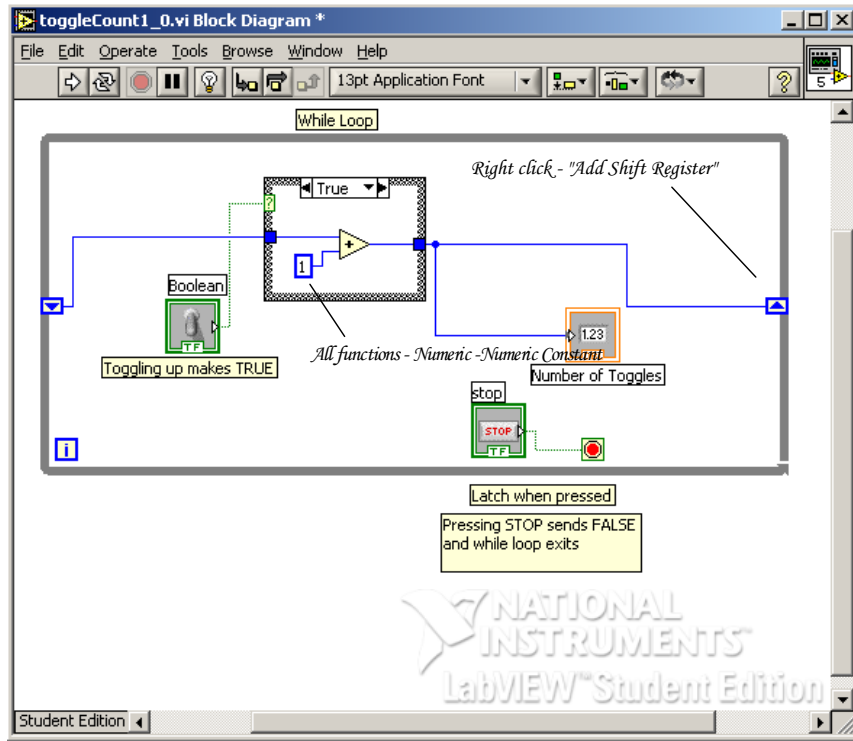 toggleCount1_0.vi Block Diagram *
File Edit Operate Tools Browse Window Help
13pt Application Font
?
5
While Loop
Right click - "Add Shift Register"
True
?
+
1
Boolean
TF
Toggling up makes TRUE
1.23
All functions - Numeric -Numeric Constant
Number of Toggles
stop
STOP
TF
i
Latch when pressed
Pressing STOP sends FALSE
and while loop exits
NATIONAL
INSTRUMENTS™
LabVIEW™Student Edition
Student Edition